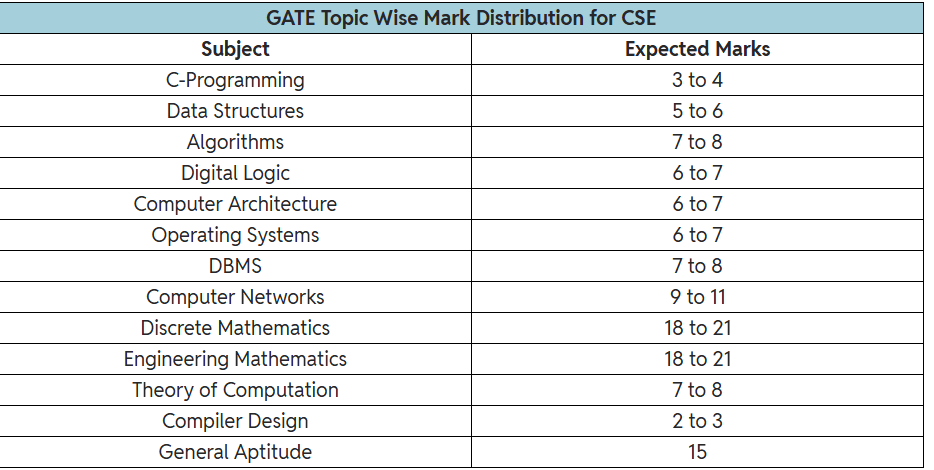 GATE Topic Wise Mark Distribution for CSE
Subject Expected Marks
C-Programming 3 to 4
Data Structures 5 to 6
Algorithms 7 to 8
Digital Logic 6 to 7
Computer Architecture 6 to 7
Operating Systems 6 to 7
DBMS 7 to 8
Computer Networks 9 to 11
Discrete Mathematics 18 to 21
Engineering Mathematics 18 to 21
Theory of Computation 7 to 8
Compiler Design 2 to 3
General Aptitude 15